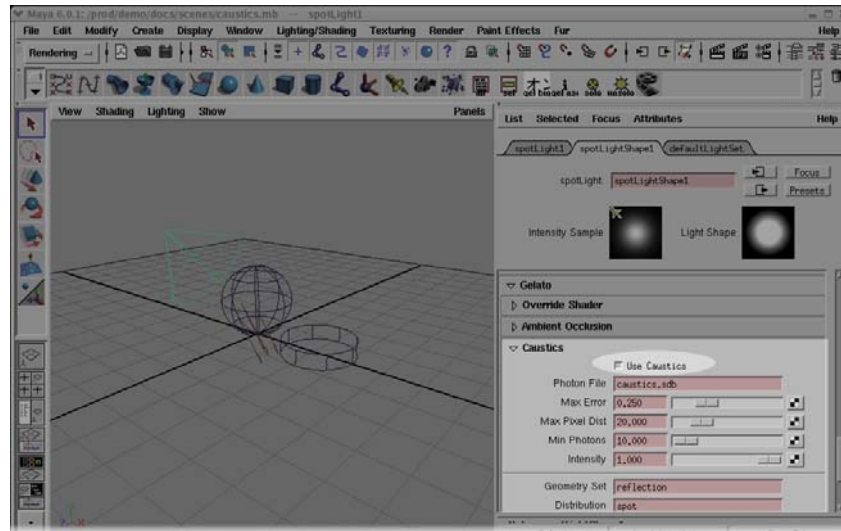 Maya 6.0.1: /prod/demo/docs/scenes/caustics.mb --- spotLight1
File Edit Modify Create Display Window Lighting/Shading Texturing Render Paint Effects Fur Help
Rendering
View Shading Lighting Show Panels
List Selected Focus Attributes Help
spotLight1 spotLightShape1 defaultLightSet
spotLight: spotLightShape1
Focus
Presets
Intensity Sample Light Shape
Gelato
Override Shader
Ambient Occlusion
Caustics
Use Caustics
Photon File caustics.sdb
Max Error 0.250
Max Pixel Dist 20.000
Min Photons 10.000
Intensity 1.000
Geometry Set reflection
Distribution spot